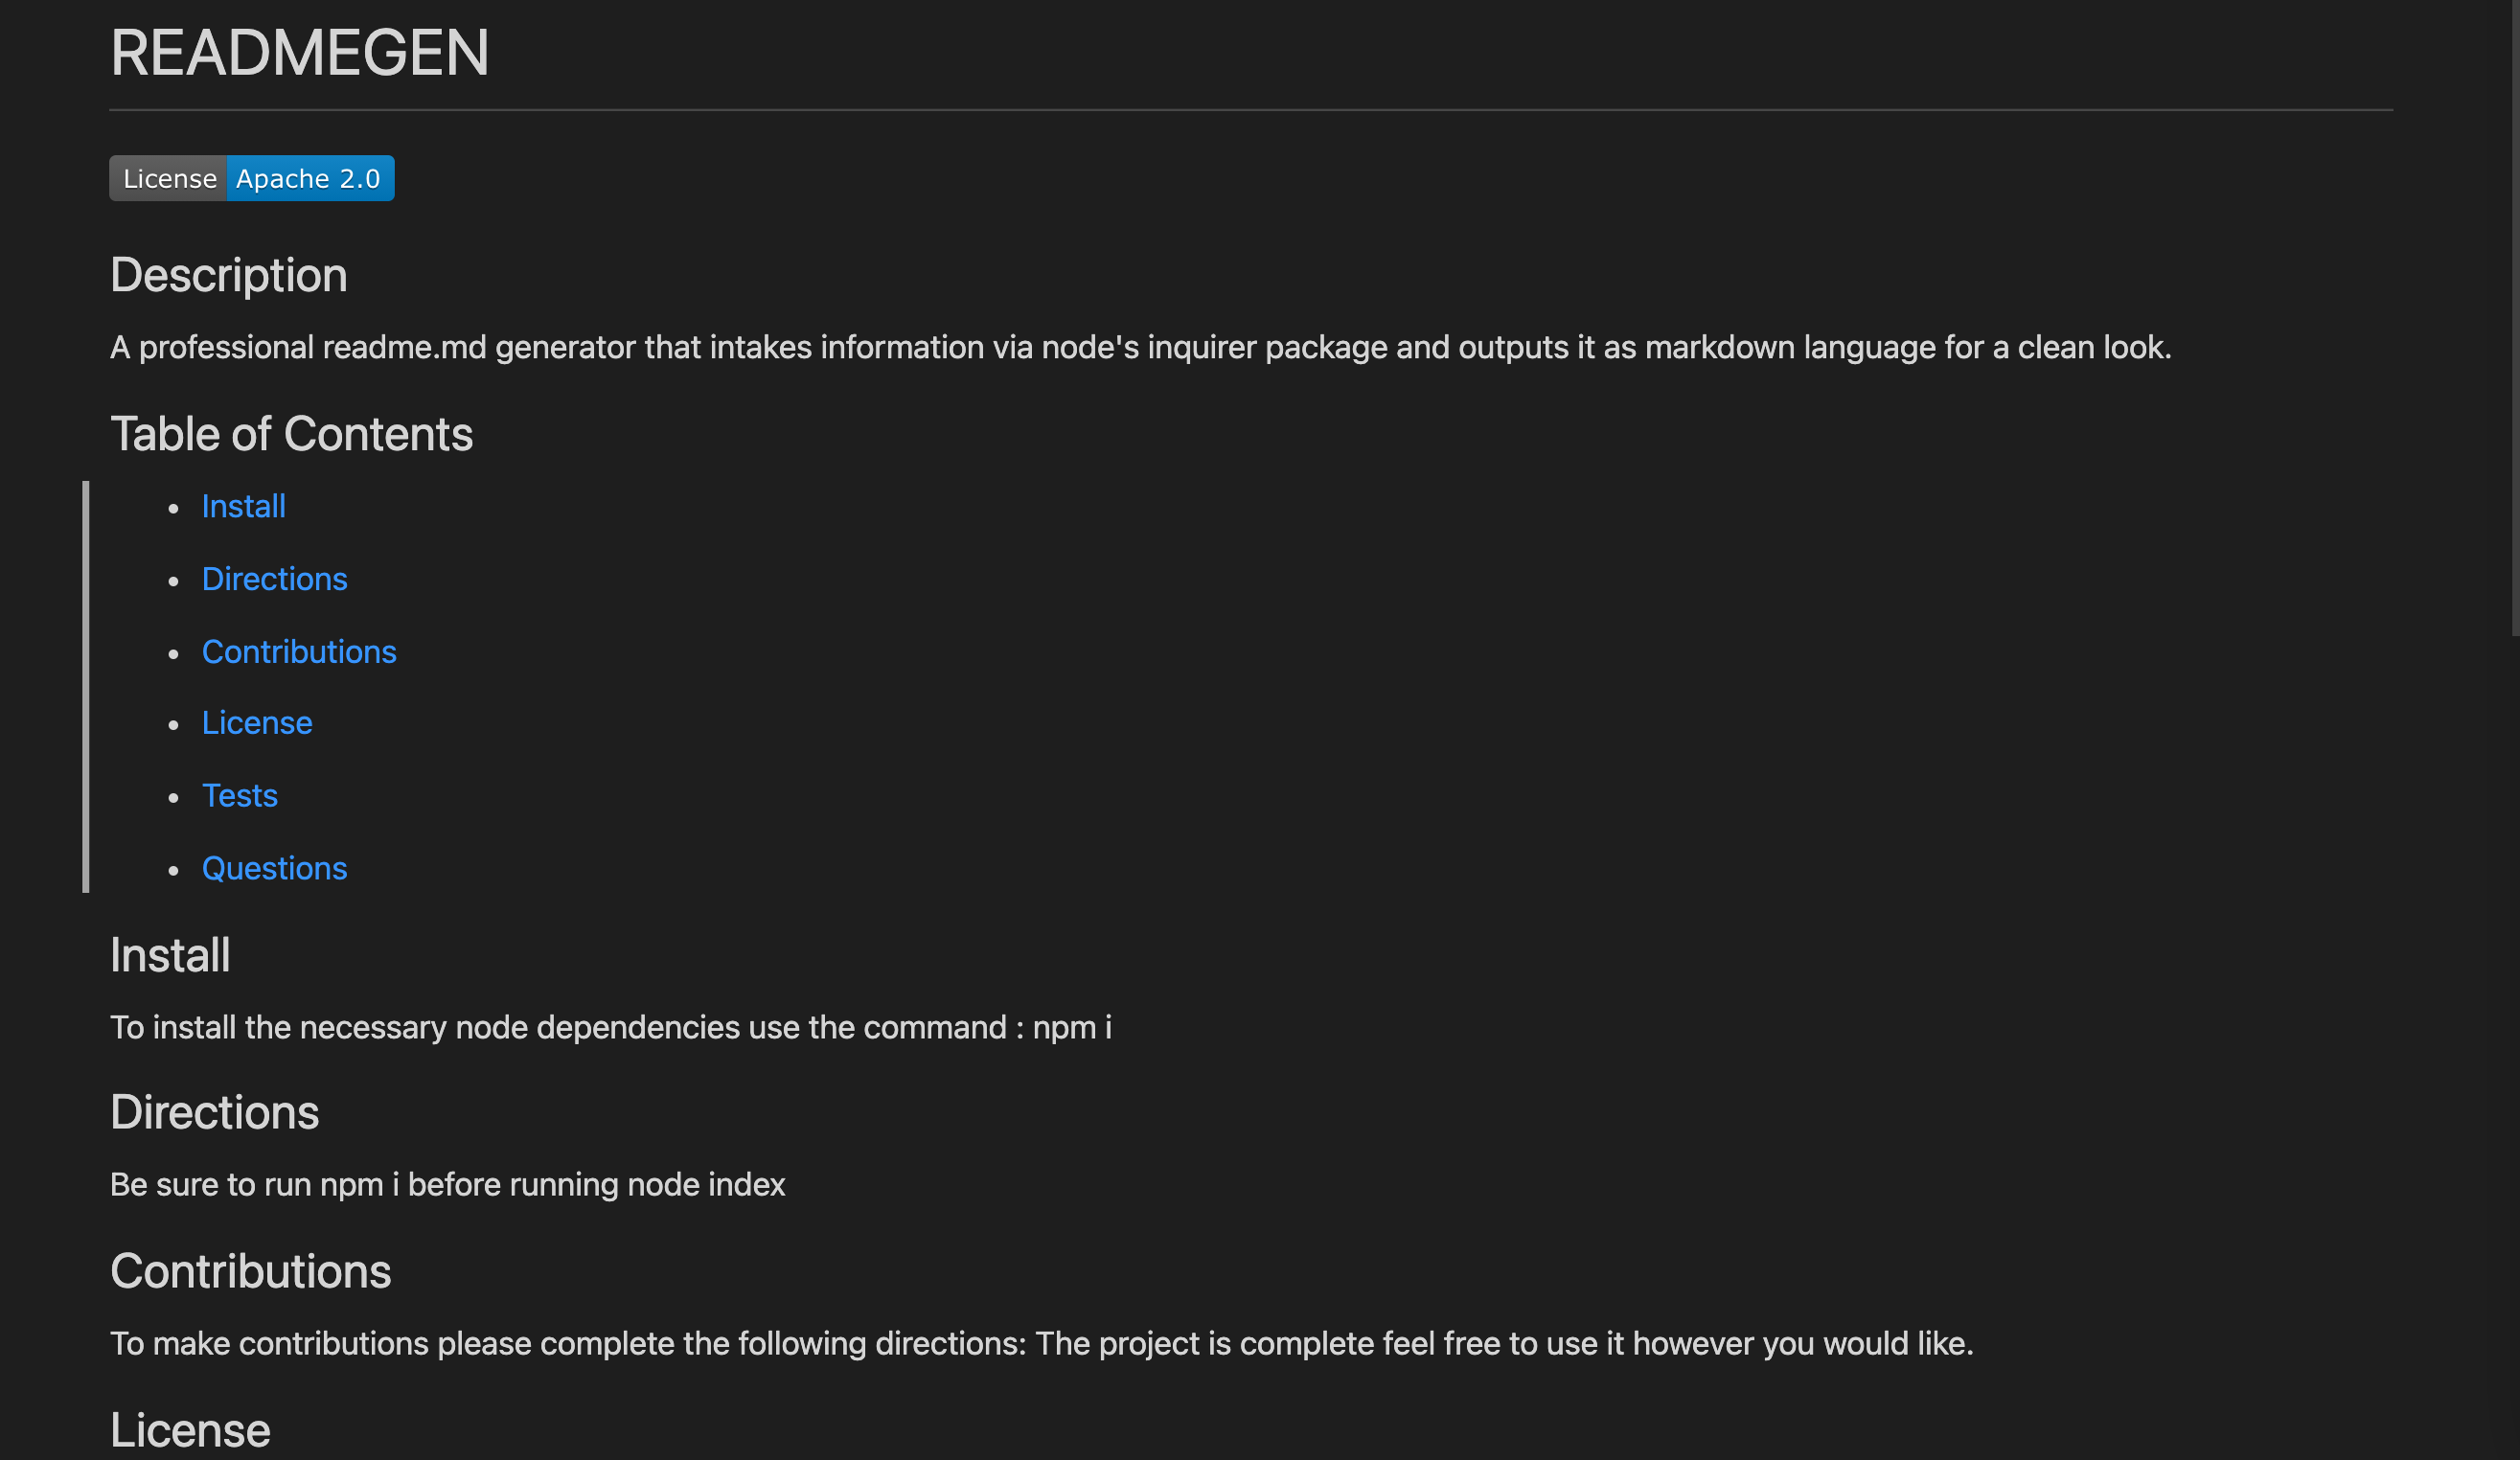 READMEGEN
License Apache 2.0
Description
A professional readme.md generator that intakes information via node's inquirer package and outputs it as markdown language for a clean look.
Table of Contents
Install
Directions
Contributions
License
Tests
Questions
Install
To install the necessary node dependencies use the command : npm i
Directions
Be sure to run npm i before running node index
Contributions
To make contributions please complete the following directions: The project is complete feel free to use it however you would like.
License